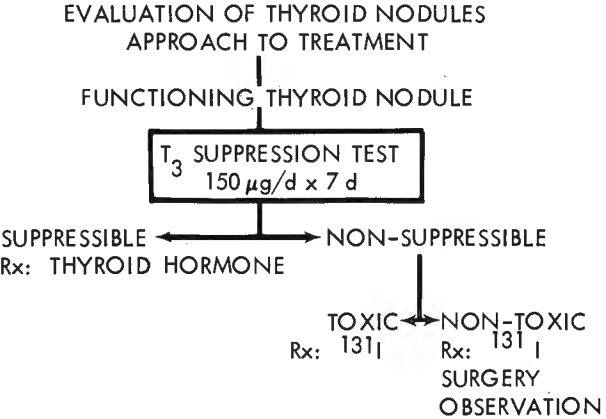 EVALUATION OF THYROID NODULES
APPROACH TO TREATMENT
FUNCTIONING THYROID NODULE
T3 SUPPRESSION TEST
150 μg/d x 7 d
SUPPRESSIBLE
Rx: THYROID HORMONE
NON-SUPPRESSIBLE
TOXIC
Rx: 131I
NON-TOXIC
Rx: 131I
SURGERY
OBSERVATION